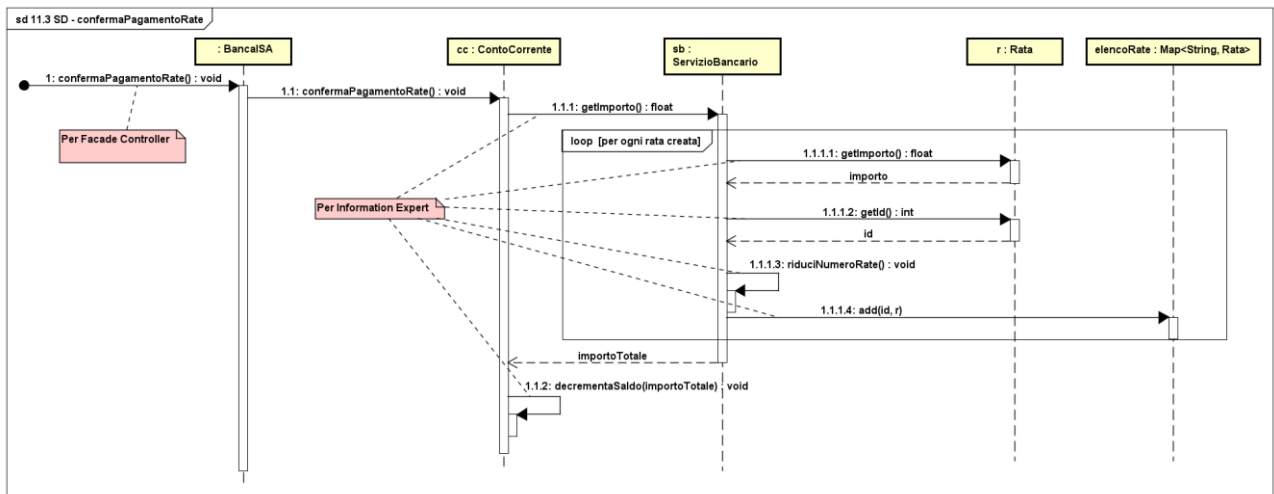 sd 11.3 SD - confermaPagamentoRate
: BancaISA
cc : ContoCorrente
sb :
ServizioBancario
r : Rata
elencoRate : Map<String, Rata>
1: confermaPagamentoRate() : void
1.1: confermaPagamentoRate() : void
1.1.1: getImporto() : float
Per Facade Controller
loop [per ogni rata creata]
1.1.1.1: getImporto() : float
importo
Per Information Expert
1.1.1.2: getId() : int
id
1.1.1.3: riduciNumeroRate() : void
1.1.1.4: add(id, r)
importoTotale
1.1.2: decrementaSaldo(importoTotale) : void